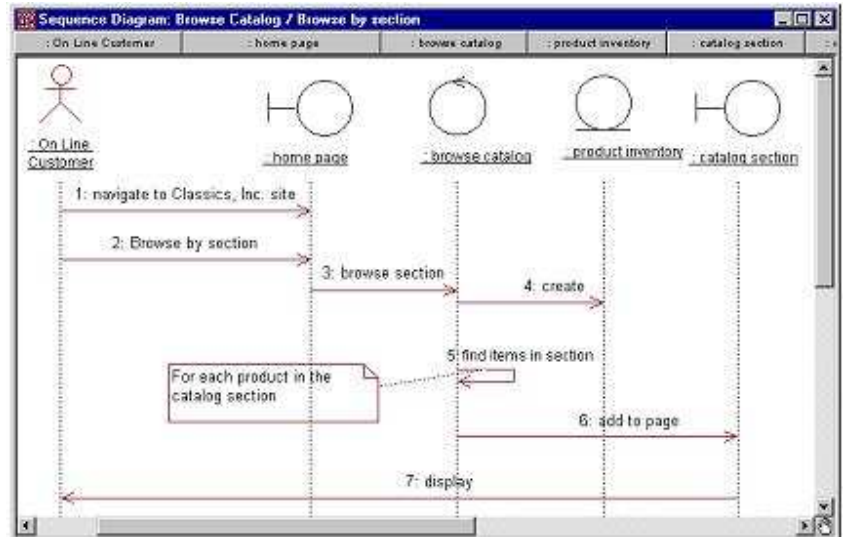 Sequence Diagram: Browse Catalog / Browse by section
: On Line Customer
: home page
: browse catalog
: product inventory
: catalog section
: On Line
Customer
: home page
: browse catalog
: product inventory
: catalog section
1: navigate to Classics, Inc. site
2: Browse by section
3: browse section
4: create
5: find items in section
For each product in the
catalog section
6: add to page
7: display